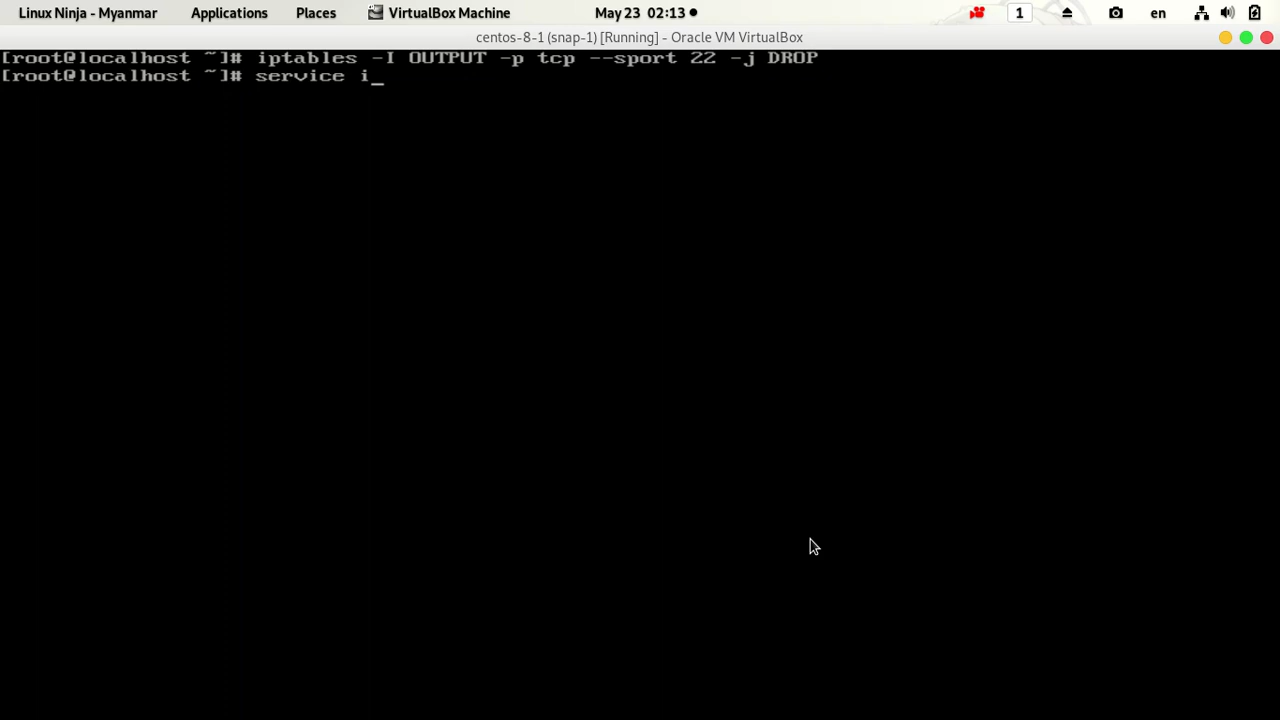 Linux Ninja - Myanmar Applications Places VirtualBox Machine May 23 02:13 1 en
centos-8-1 (snap-1) [Running] - Oracle VM VirtualBox
[root@localhost ~]# iptables -I OUTPUT -p tcp --sport 22 -j DROP
[root@localhost ~]# service i_